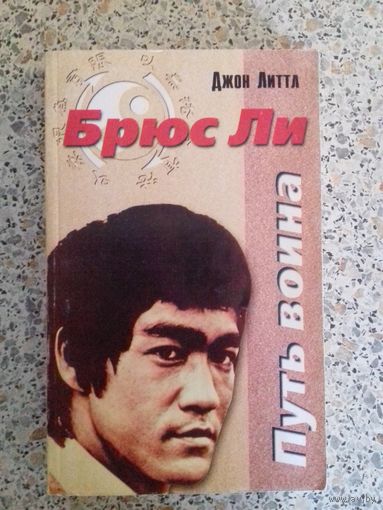 Джон Литтл
Брюс Ли
Путь воина